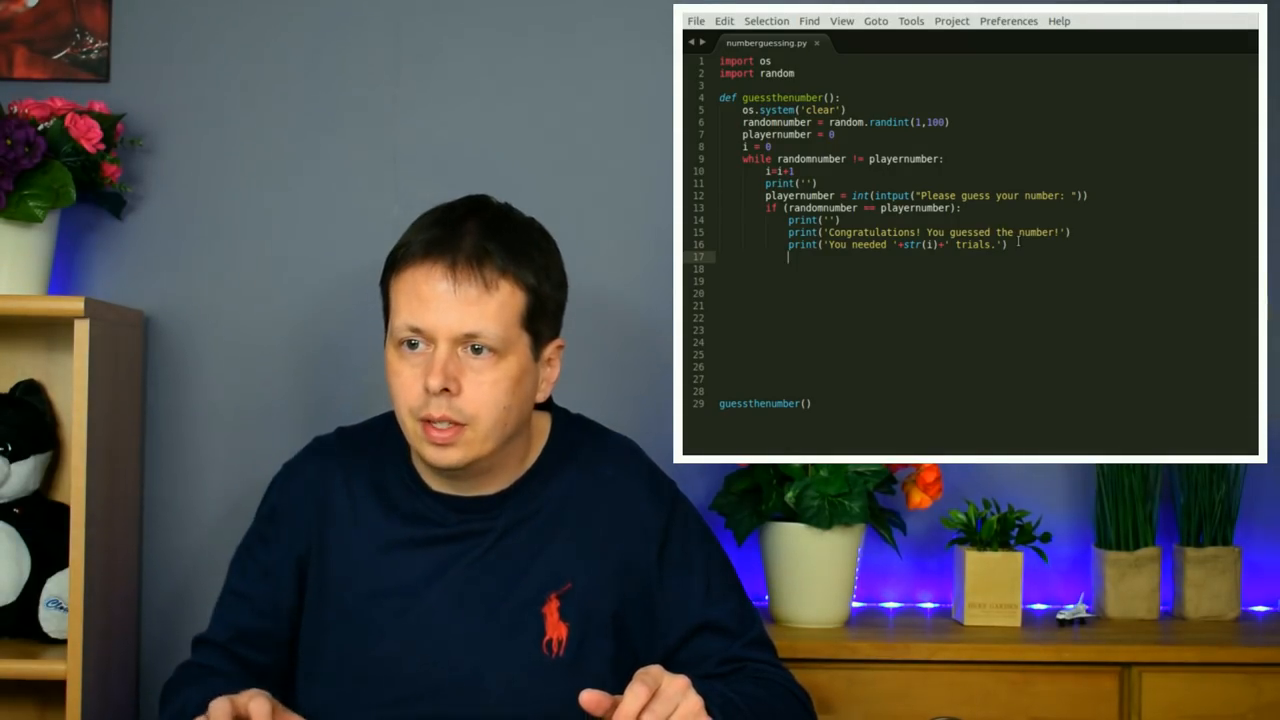 File Edit Selection Find View Goto Tools Project Preferences Help
numberguessing.py ×
1 import os
2 import random
3
4 def guessthenumber():
5 os.system('clear')
6 randomnumber = random.randint(1,100)
7 playernumber = 0
8 i = 0
9 while randomnumber != playernumber:
10 i=i+1
11 print('')
12 playernumber = int(intput("Please guess your number: "))
13 if (randomnumber == playernumber):
14 print('')
15 print('Congratulations! You guessed the number!')
16 print('You needed '+str(i)+' trials.')
17
18
19
20
21
22
23
24
25
26
27
28
29 guessthenumber()